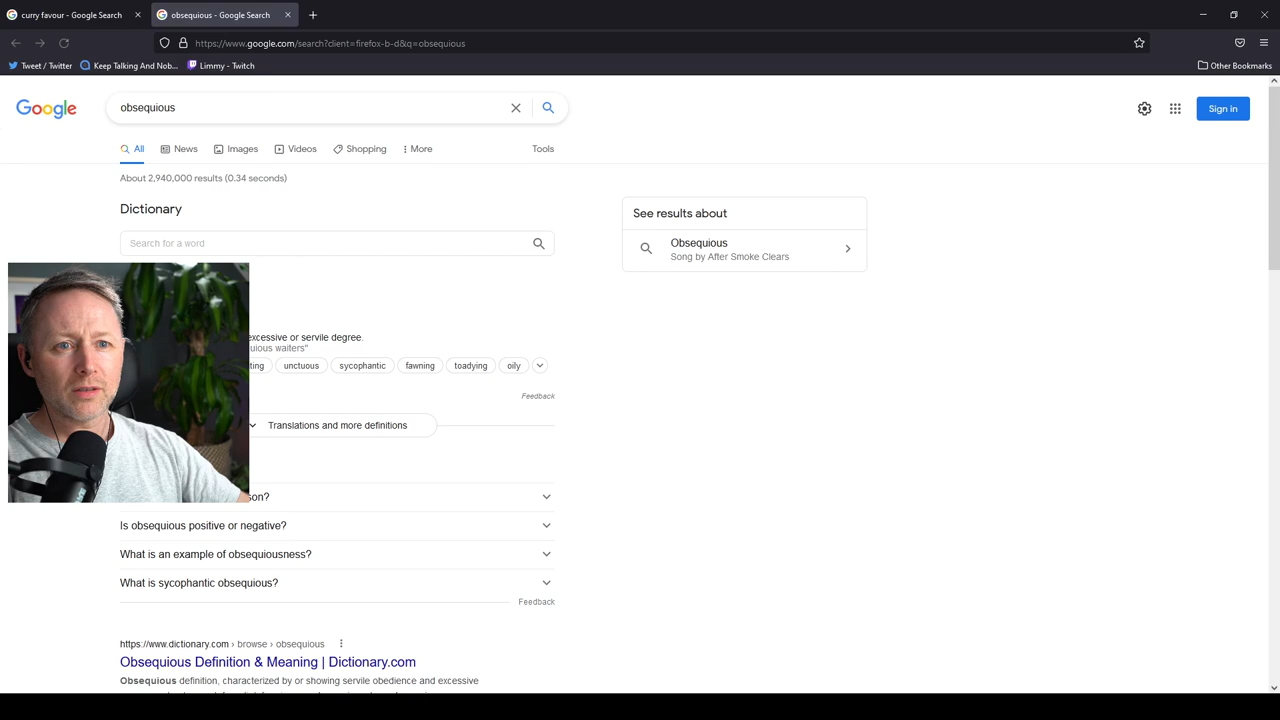 curry favour - Google Search
obsequious - Google Search
https://www.google.com/search?client=firefox-b-d&q=obsequious
Tweet / Twitter
Keep Talking And Nob...
Limmy - Twitch
Other Bookmarks
Google
obsequious
Sign in
All
News
Images
Videos
Shopping
More
Tools
About 2,940,000 results (0.34 seconds)
Dictionary
Search for a word
See results about
Obsequious
Song by After Smoke Clears
excessive or servile degree.
uious waiters"
ting
unctuous
sycophantic
fawning
toadying
oily
Feedback
Translations and more definitions
son?
Is obsequious positive or negative?
What is an example of obsequiousness?
What is sycophantic obsequious?
Feedback
https://www.dictionary.com › browse › obsequious
Obsequious Definition & Meaning | Dictionary.com
Obsequious definition, characterized by or showing servile obedience and excessive